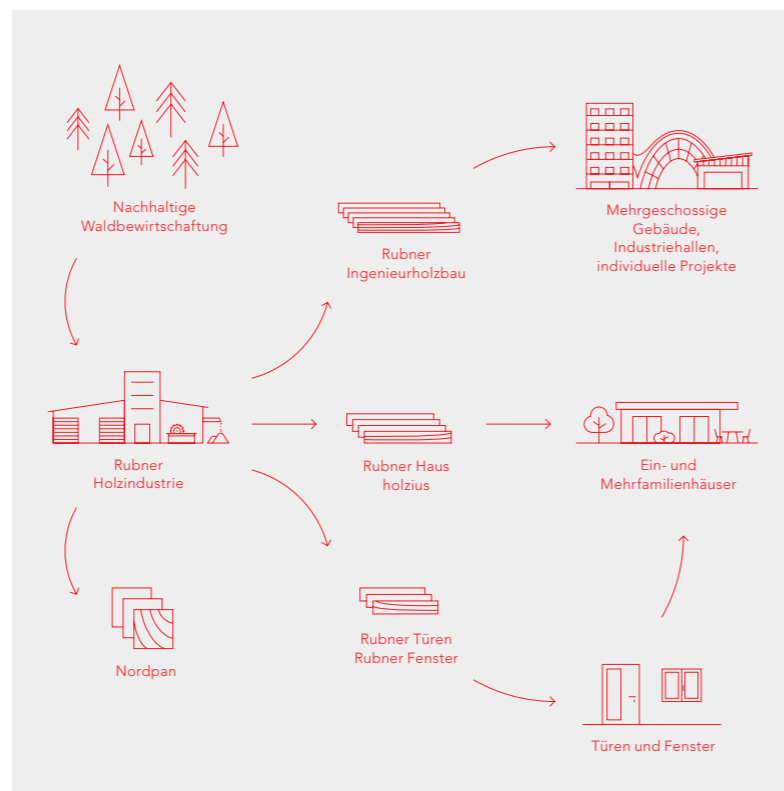 Nachhaltige
Waldbewirtschaftung
Rubner
Ingenieurholzbau
Mehrgeschossige
Gebäude,
Industriehallen,
individuelle Projekte
Rubner
Holzindustrie
Rubner Haus
holzius
Ein- und
Mehrfamilienhäuser
Nordpan
Rubner Türen
Rubner Fenster
Türen und Fenster